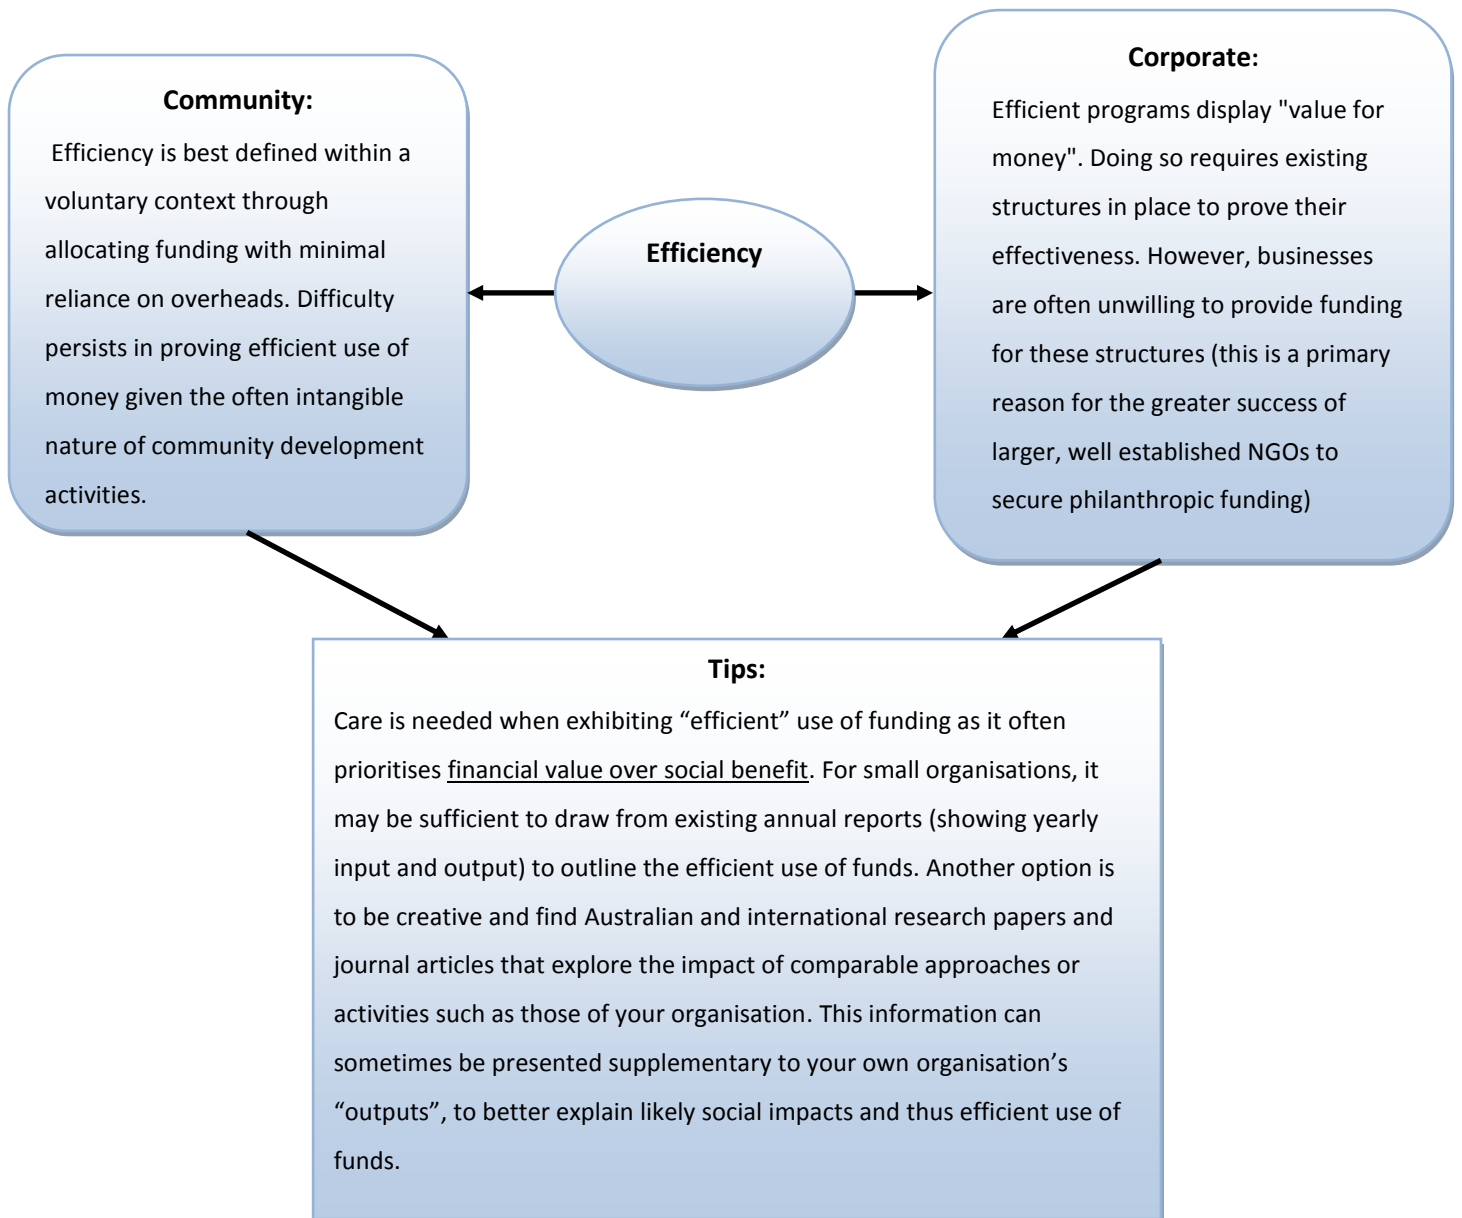 Community:
Efficiency is best defined within a
voluntary context through
allocating funding with minimal
reliance on overheads. Difficulty
persists in proving efficient use of
money given the often intangible
nature of community development
activities.
Efficiency
Corporate:
Efficient programs display "value for
money". Doing so requires existing
structures in place to prove their
effectiveness. However, businesses
are often unwilling to provide funding
for these structures (this is a primary
reason for the greater success of
larger, well established NGOs to
secure philanthropic funding)
Tips:
Care is needed when exhibiting “efficient” use of funding as it often
prioritises financial value over social benefit. For small organisations, it
may be sufficient to draw from existing annual reports (showing yearly
input and output) to outline the efficient use of funds. Another option is
to be creative and find Australian and international research papers and
journal articles that explore the impact of comparable approaches or
activities such as those of your organisation. This information can
sometimes be presented supplementary to your own organisation’s
“outputs”, to better explain likely social impacts and thus efficient use of
funds.